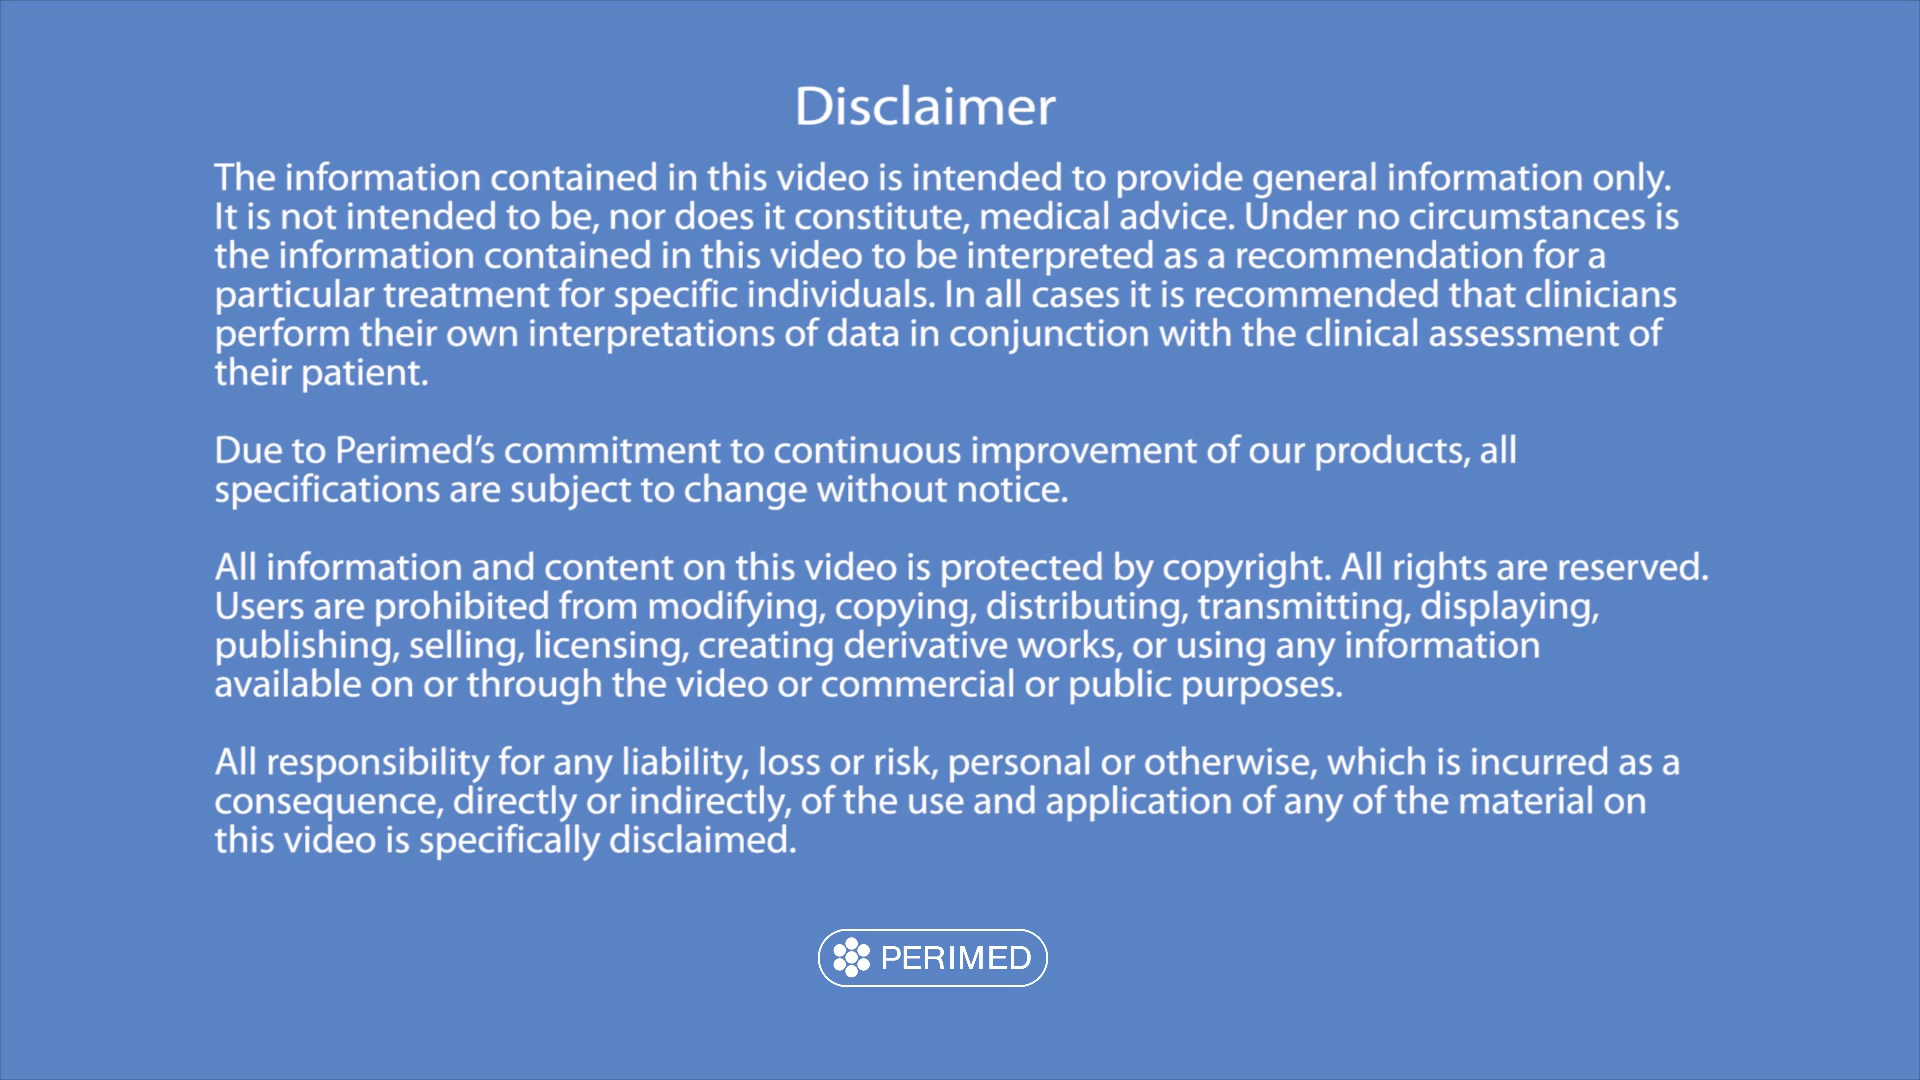 Disclaimer
The information contained in this video is intended to provide general information only.
It is not intended to be, nor does it constitute, medical advice. Under no circumstances is
the information contained in this video to be interpreted as a recommendation for a
particular treatment for specific individuals. In all cases it is recommended that clinicians
perform their own interpretations of data in conjunction with the clinical assessment of
their patient.
Due to Perimed’s commitment to continuous improvement of our products, all
specifications are subject to change without notice.
All information and content on this video is protected by copyright. All rights are reserved.
Users are prohibited from modifying, copying, distributing, transmitting, displaying,
publishing, selling, licensing, creating derivative works, or using any information
available on or through the video or commercial or public purposes.
All responsibility for any liability, loss or risk, personal or otherwise, which is incurred as a
consequence, directly or indirectly, of the use and application of any of the material on
this video is specifically disclaimed.
PERIMED